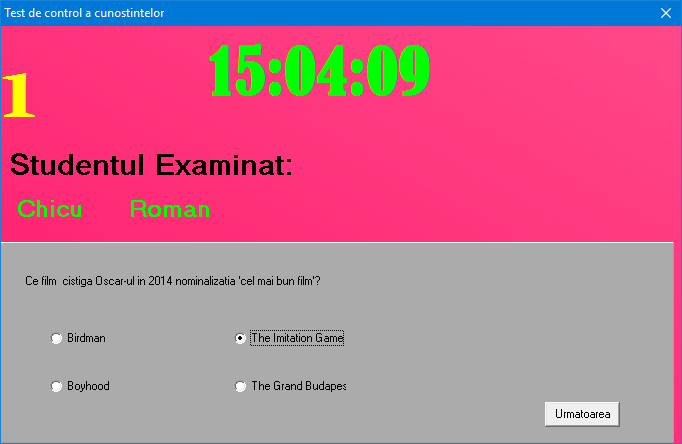 Test de control a cunostintelor
15:04:09
1
Studentul Examinat:
Chicu Roman
Ce film cistiga Oscar-ul in 2014 nominalizatia 'cel mai bun film'?
Birdman The Imitation Game
Boyhood The Grand Budapes
Urmatoarea